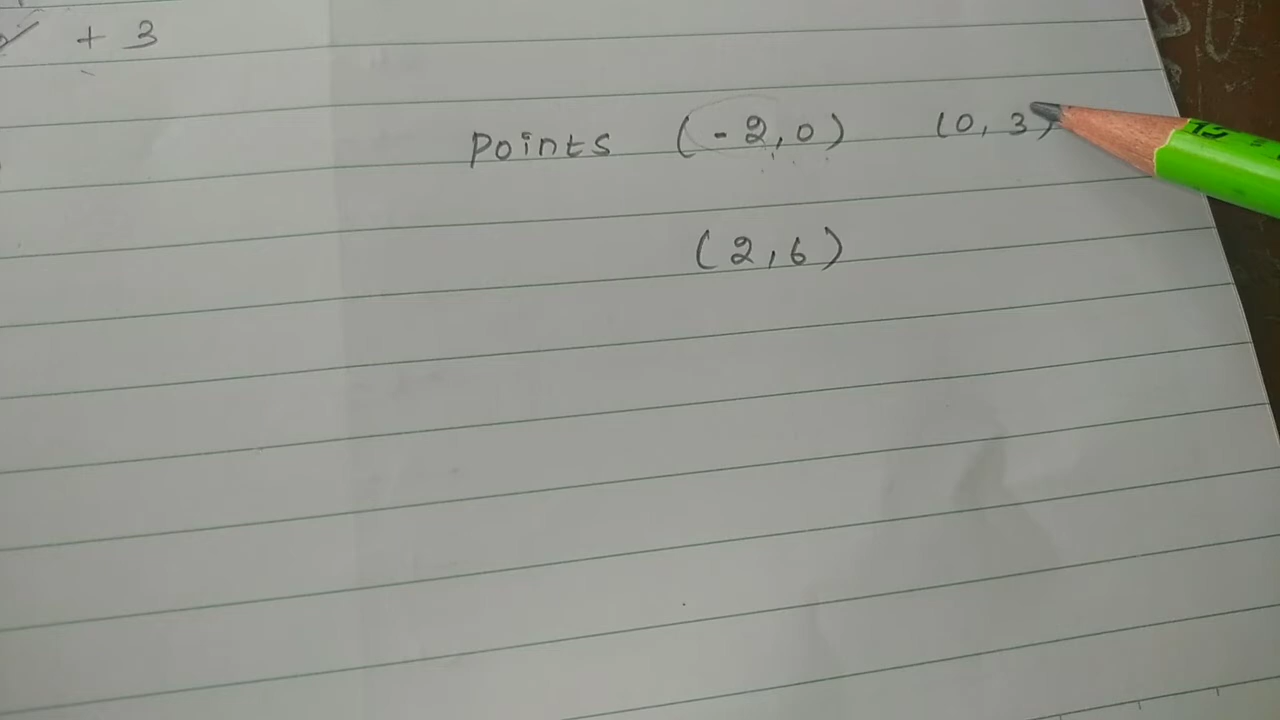 + 3
Points (-2,0) (0,3)
(2,6)